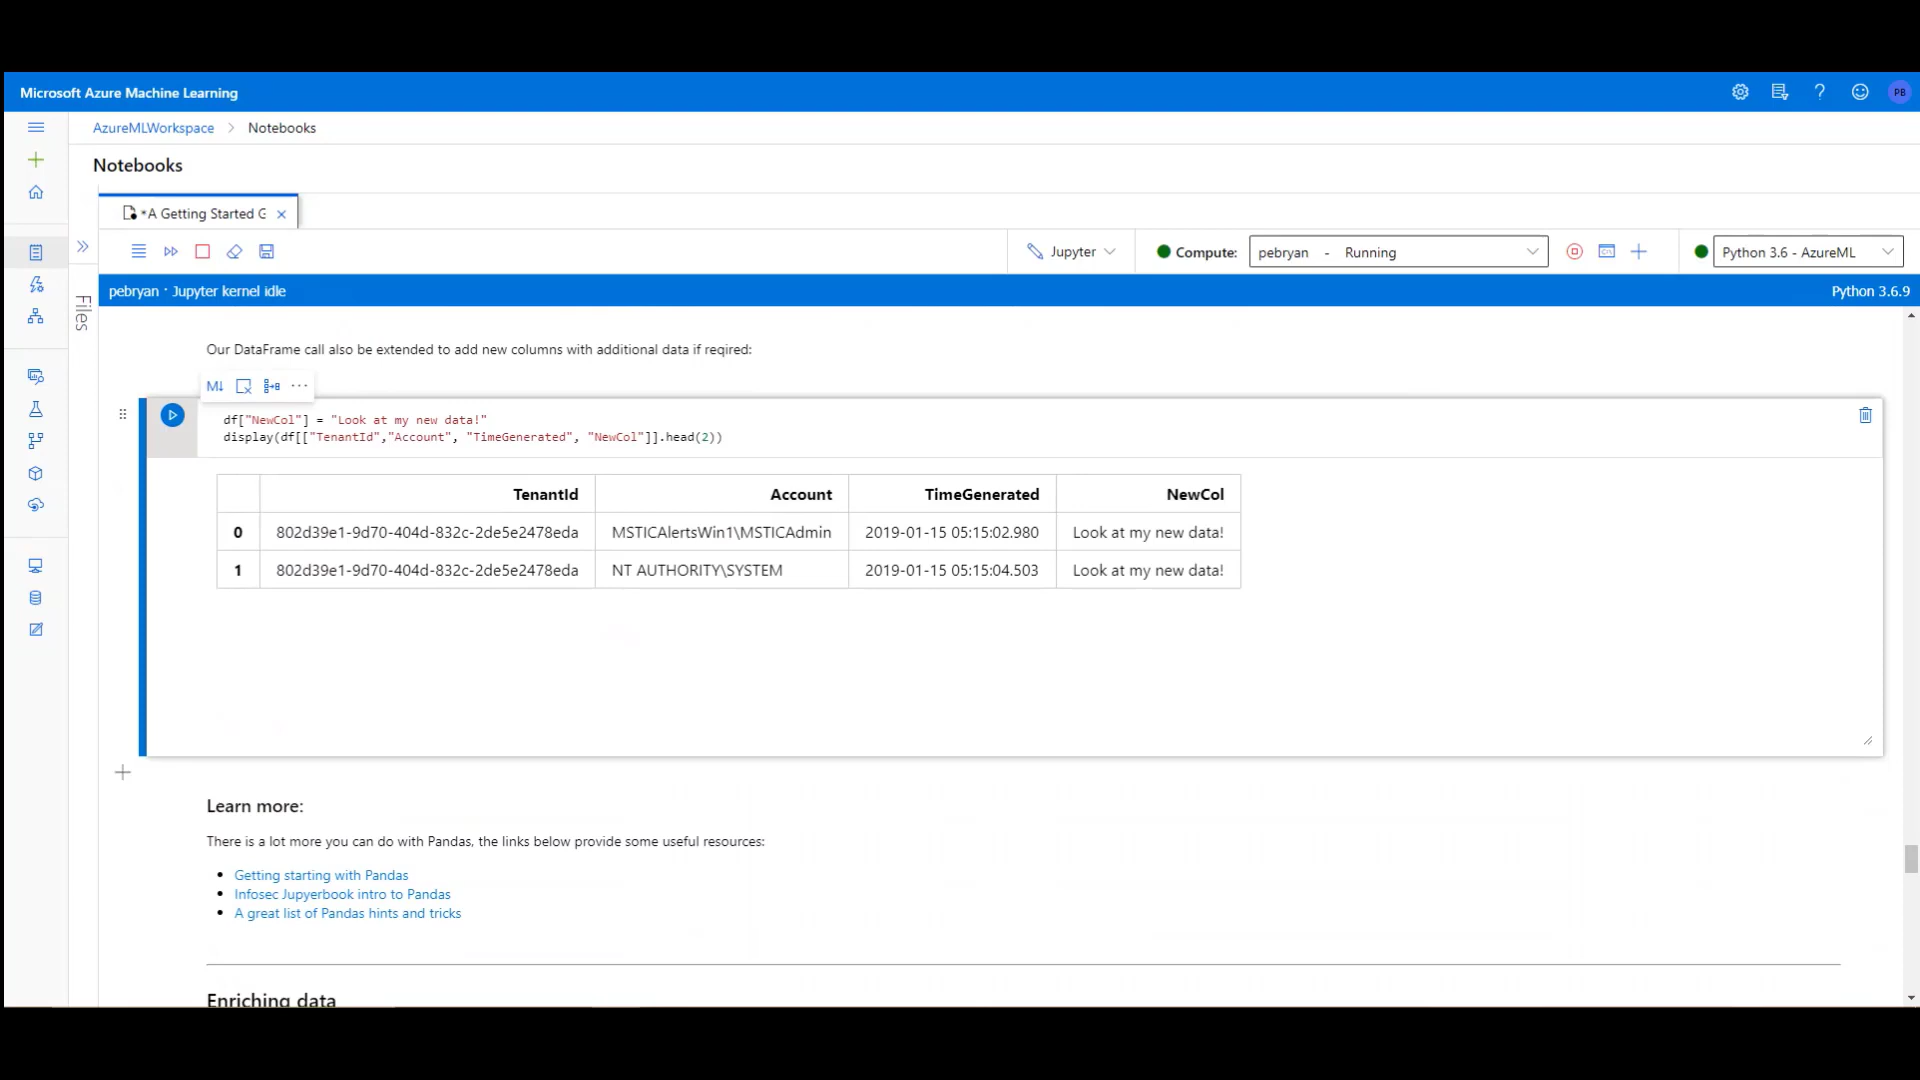 Microsoft Azure Machine Learning
PB
AzureMLWorkspace > Notebooks
Notebooks
*A Getting Started G
Jupyter
Compute: pebryan - Running
Python 3.6 - AzureML
pebryan · Jupyter kernel idle
Python 3.6.9
Files
Our DataFrame call also be extended to add new columns with additional data if reqired:
M↓
df["NewCol"] = "Look at my new data!"
display(df[["TenantId","Account", "TimeGenerated", "NewCol"]].head(2))
TenantId Account TimeGenerated NewCol
0 802d39e1-9d70-404d-832c-2de5e2478eda MSTICAlertsWin1\MSTICAdmin 2019-01-15 05:15:02.980 Look at my new data!
1 802d39e1-9d70-404d-832c-2de5e2478eda NT AUTHORITY\SYSTEM 2019-01-15 05:15:04.503 Look at my new data!
Learn more:
There is a lot more you can do with Pandas, the links below provide some useful resources:
• Getting starting with Pandas
• Infosec Jupyerbook intro to Pandas
• A great list of Pandas hints and tricks
Enriching data